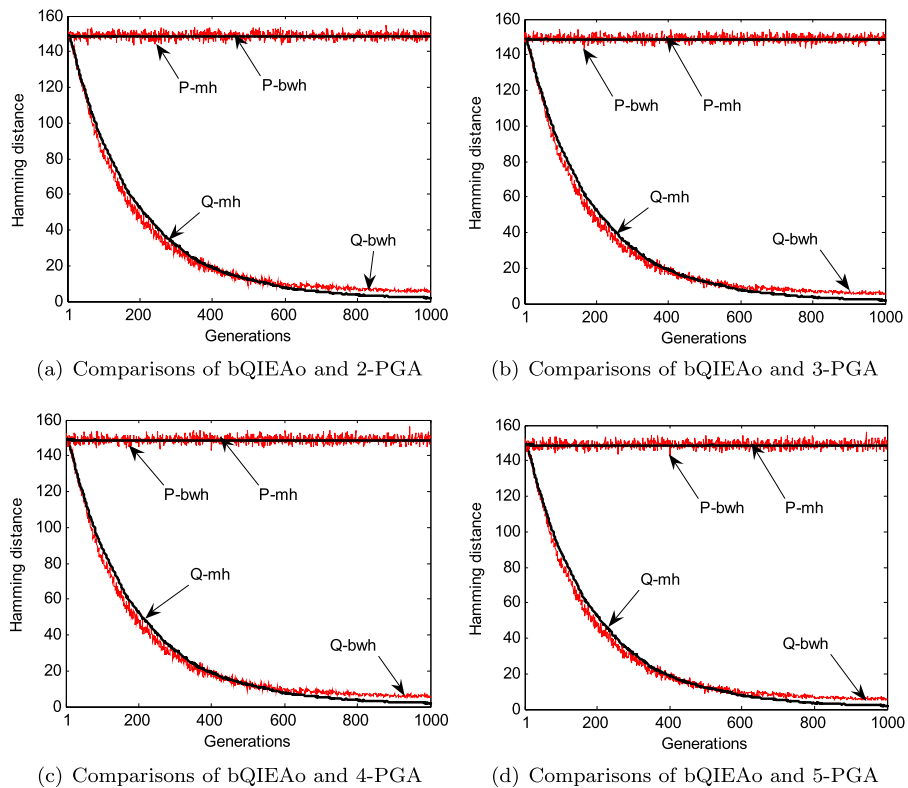 160
140
120
100
80
60
40
20
0
Hamming distance
P-mh
P-bwh
Q-mh
Q-bwh
1
200
400
600
800
1000
Generations
(a) Comparisons of bQIEAo and 2-PGA
160
140
120
100
80
60
40
20
0
Hamming distance
P-bwh
P-mh
Q-mh
Q-bwh
1
200
400
600
800
1000
Generations
(b) Comparisons of bQIEAo and 3-PGA
160
140
120
100
80
60
40
20
0
Hamming distance
P-bwh
P-mh
Q-mh
Q-bwh
1
200
400
600
800
1000
Generations
(c) Comparisons of bQIEAo and 4-PGA
160
140
120
100
80
60
40
20
0
Hamming distance
P-bwh
P-mh
Q-mh
Q-bwh
1
200
400
600
800
1000
Generations
(d) Comparisons of bQIEAo and 5-PGA